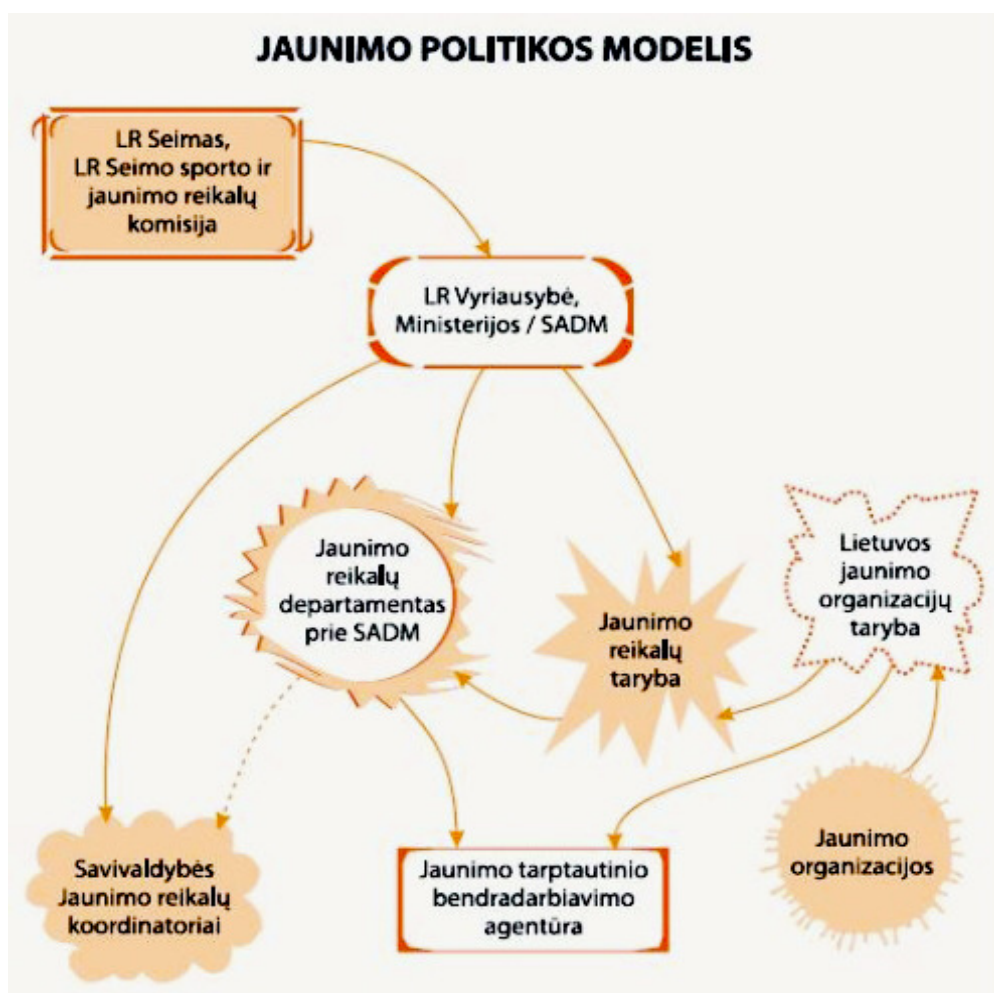 JAUNIMO POLITIKOS MODELIS
LR Seimas,
LR Seimo sporto ir
jaunimo reikalų
komisija
LR Vyriausybė,
Ministerijos / SADM
Jaunimo
reikalų
departamentas
prie SADM
Jaunimo
reikalų
taryba
Lietuvos
jaunimo
organizacijų
taryba
Savivaldybės
Jaunimo reikalų
koordinatoriai
Jaunimo tarptautinio
bendradarbiavimo
agentūra
Jaunimo
organizacijos